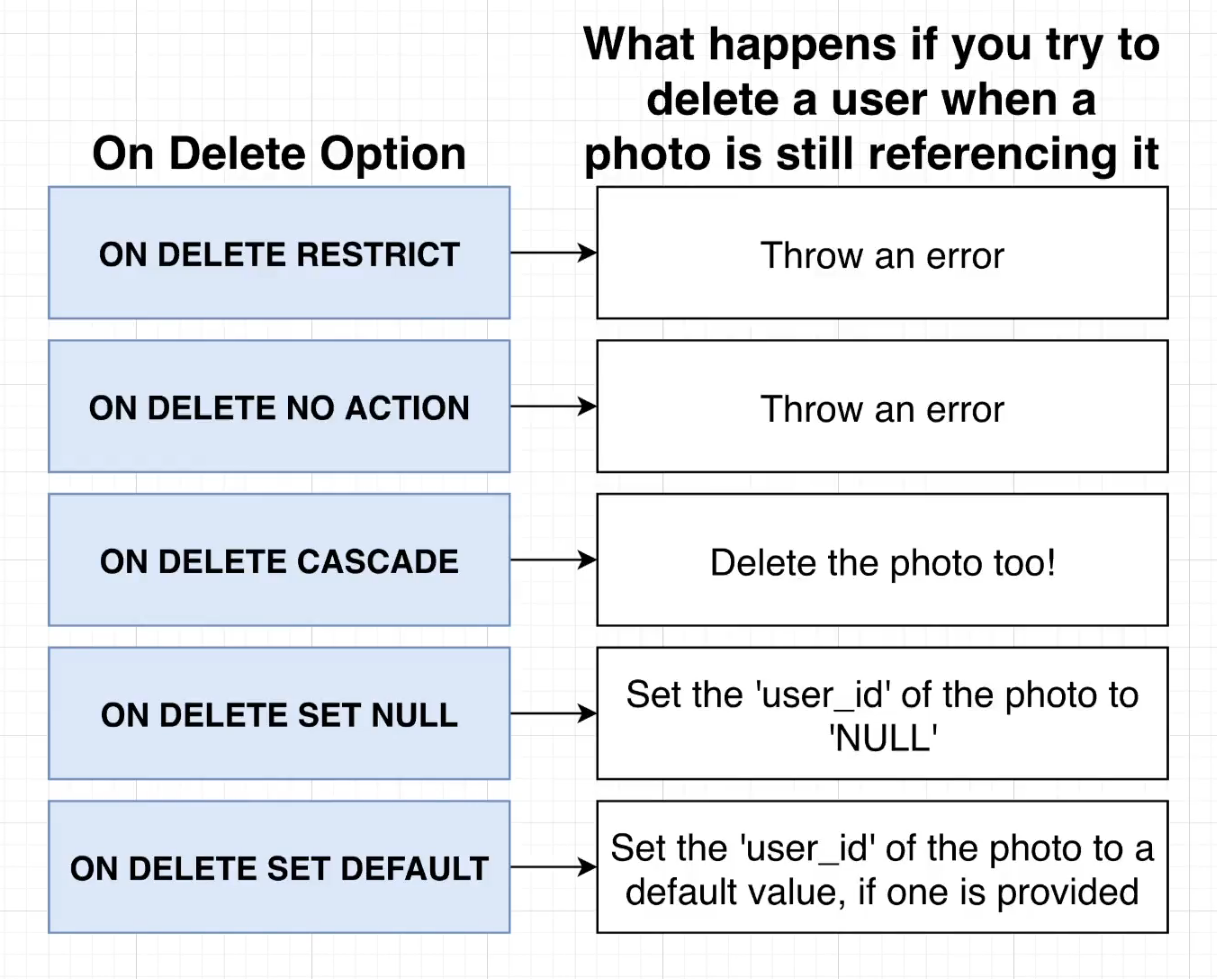 What happens if you try to
delete a user when a
On Delete Option
photo is still referencing it
ON DELETE RESTRICT
Throw an error
ON DELETE NO ACTION
Throw an error
ON DELETE CASCADE
Delete the photo too!
ON DELETE SET NULL
Set the 'user_id' of the photo to
'NULL'
ON DELETE SET DEFAULT
Set the 'user_id' of the photo to a
default value, if one is provided